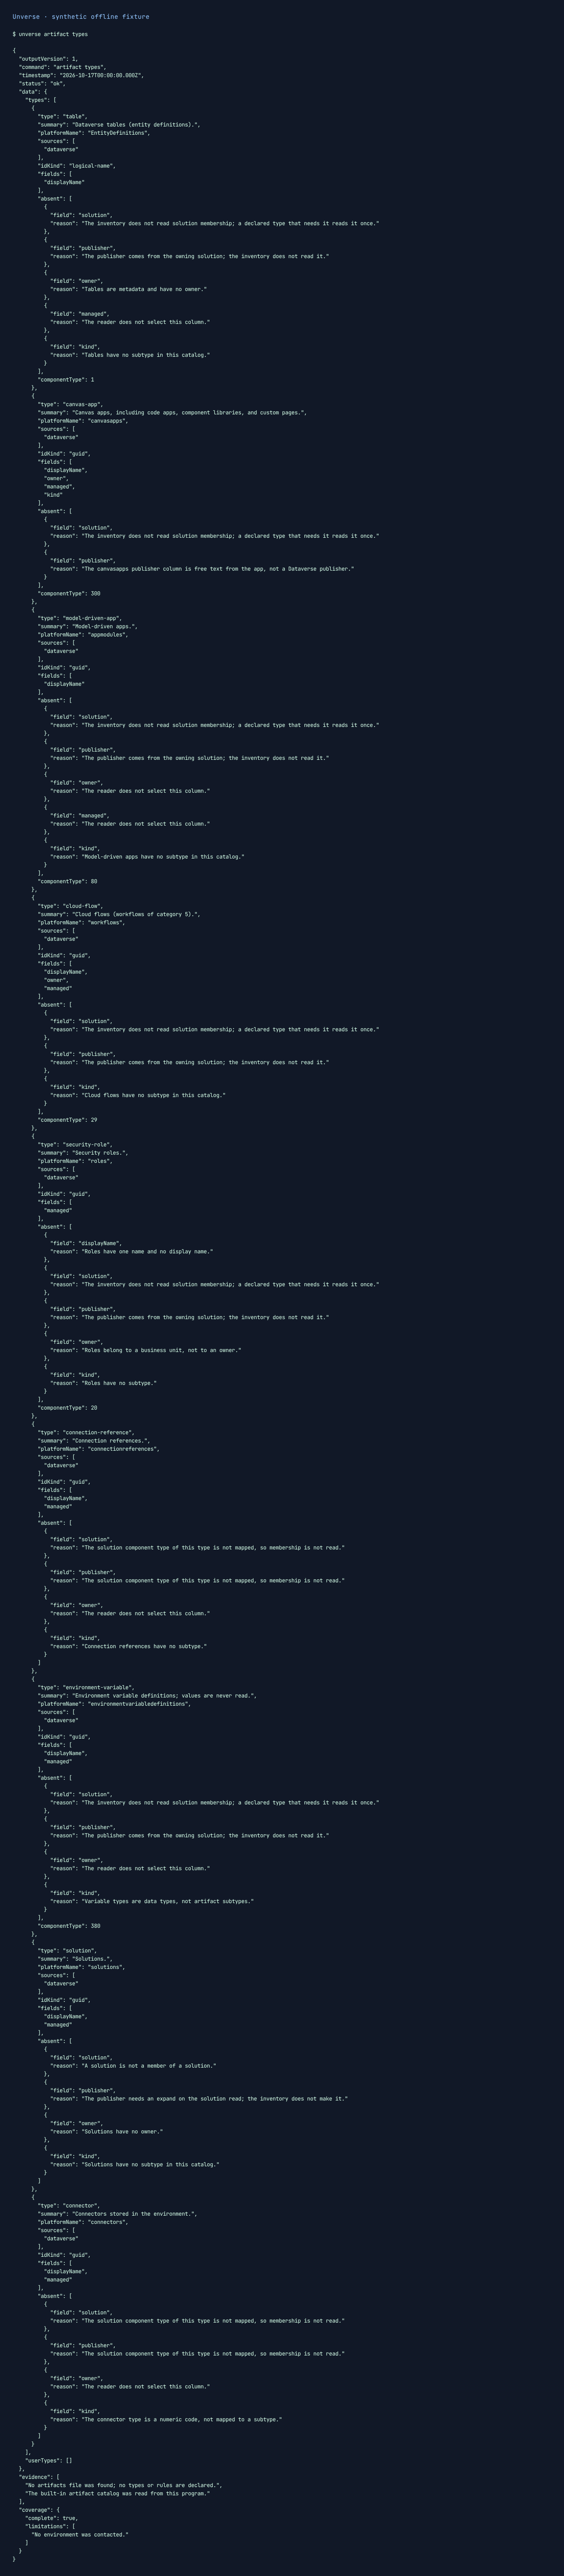 Unverse · synthetic offline fixture
$ unverse artifact types
{
  "outputVersion": 1,
  "command": "artifact types",
  "timestamp": "2026-10-17T00:00:00.000Z",
  "status": "ok",
  "data": {
    "types": [
      {
        "type": "table",
        "summary": "Dataverse tables (entity definitions).",
        "platformName": "EntityDefinitions",
        "sources": [
          "dataverse"
        ],
        "idKind": "logical-name",
        "fields": [
          "displayName"
        ],
        "absent": [
          {
            "field": "solution",
            "reason": "The inventory does not read solution membership; a declared type that needs it reads it once."
          },
          {
            "field": "publisher",
            "reason": "The publisher comes from the owning solution; the inventory does not read it."
          },
          {
            "field": "owner",
            "reason": "Tables are metadata and have no owner."
          },
          {
            "field": "managed",
            "reason": "The reader does not select this column."
          },
          {
            "field": "kind",
            "reason": "Tables have no subtype in this catalog."
          }
        ],
        "componentType": 1
      },
      {
        "type": "canvas-app",
        "summary": "Canvas apps, including code apps, component libraries, and custom pages.",
        "platformName": "canvasapps",
        "sources": [
          "dataverse"
        ],
        "idKind": "guid",
        "fields": [
          "displayName",
          "owner",
          "managed",
          "kind"
        ],
        "absent": [
          {
            "field": "solution",
            "reason": "The inventory does not read solution membership; a declared type that needs it reads it once."
          },
          {
            "field": "publisher",
            "reason": "The canvasapps publisher column is free text from the app, not a Dataverse publisher."
          }
        ],
        "componentType": 300
      },
      {
        "type": "model-driven-app",
        "summary": "Model-driven apps.",
        "platformName": "appmodules",
        "sources": [
          "dataverse"
        ],
        "idKind": "guid",
        "fields": [
          "displayName"
        ],
        "absent": [
          {
            "field": "solution",
            "reason": "The inventory does not read solution membership; a declared type that needs it reads it once."
          },
          {
            "field": "publisher",
            "reason": "The publisher comes from the owning solution; the inventory does not read it."
          },
          {
            "field": "owner",
            "reason": "The reader does not select this column."
          },
          {
            "field": "managed",
            "reason": "The reader does not select this column."
          },
          {
            "field": "kind",
            "reason": "Model-driven apps have no subtype in this catalog."
          }
        ],
        "componentType": 80
      },
      {
        "type": "cloud-flow",
        "summary": "Cloud flows (workflows of category 5).",
        "platformName": "workflows",
        "sources": [
          "dataverse"
        ],
        "idKind": "guid",
        "fields": [
          "displayName",
          "owner",
          "managed"
        ],
        "absent": [
          {
            "field": "solution",
            "reason": "The inventory does not read solution membership; a declared type that needs it reads it once."
          },
          {
            "field": "publisher",
            "reason": "The publisher comes from the owning solution; the inventory does not read it."
          },
          {
            "field": "kind",
            "reason": "Cloud flows have no subtype in this catalog."
          }
        ],
        "componentType": 29
      },
      {
        "type": "security-role",
        "summary": "Security roles.",
        "platformName": "roles",
        "sources": [
          "dataverse"
        ],
        "idKind": "guid",
        "fields": [
          "managed"
        ],
        "absent": [
          {
            "field": "displayName",
            "reason": "Roles have one name and no display name."
          },
          {
            "field": "solution",
            "reason": "The inventory does not read solution membership; a declared type that needs it reads it once."
          },
          {
            "field": "publisher",
            "reason": "The publisher comes from the owning solution; the inventory does not read it."
          },
          {
            "field": "owner",
            "reason": "Roles belong to a business unit, not to an owner."
          },
          {
            "field": "kind",
            "reason": "Roles have no subtype."
          }
        ],
        "componentType": 20
      },
      {
        "type": "connection-reference",
        "summary": "Connection references.",
        "platformName": "connectionreferences",
        "sources": [
          "dataverse"
        ],
        "idKind": "guid",
        "fields": [
          "displayName",
          "managed"
        ],
        "absent": [
          {
            "field": "solution",
            "reason": "The solution component type of this type is not mapped, so membership is not read."
          },
          {
            "field": "publisher",
            "reason": "The solution component type of this type is not mapped, so membership is not read."
          },
          {
            "field": "owner",
            "reason": "The reader does not select this column."
          },
          {
            "field": "kind",
            "reason": "Connection references have no subtype."
          }
        ]
      },
      {
        "type": "environment-variable",
        "summary": "Environment variable definitions; values are never read.",
        "platformName": "environmentvariabledefinitions",
        "sources": [
          "dataverse"
        ],
        "idKind": "guid",
        "fields": [
          "displayName",
          "managed"
        ],
        "absent": [
          {
            "field": "solution",
            "reason": "The inventory does not read solution membership; a declared type that needs it reads it once."
          },
          {
            "field": "publisher",
            "reason": "The publisher comes from the owning solution; the inventory does not read it."
          },
          {
            "field": "owner",
            "reason": "The reader does not select this column."
          },
          {
            "field": "kind",
            "reason": "Variable types are data types, not artifact subtypes."
          }
        ],
        "componentType": 380
      },
      {
        "type": "solution",
        "summary": "Solutions.",
        "platformName": "solutions",
        "sources": [
          "dataverse"
        ],
        "idKind": "guid",
        "fields": [
          "displayName",
          "managed"
        ],
        "absent": [
          {
            "field": "solution",
            "reason": "A solution is not a member of a solution."
          },
          {
            "field": "publisher",
            "reason": "The publisher needs an expand on the solution read; the inventory does not make it."
          },
          {
            "field": "owner",
            "reason": "Solutions have no owner."
          },
          {
            "field": "kind",
            "reason": "Solutions have no subtype in this catalog."
          }
        ]
      },
      {
        "type": "connector",
        "summary": "Connectors stored in the environment.",
        "platformName": "connectors",
        "sources": [
          "dataverse"
        ],
        "idKind": "guid",
        "fields": [
          "displayName",
          "managed"
        ],
        "absent": [
          {
            "field": "solution",
            "reason": "The solution component type of this type is not mapped, so membership is not read."
          },
          {
            "field": "publisher",
            "reason": "The solution component type of this type is not mapped, so membership is not read."
          },
          {
            "field": "owner",
            "reason": "The reader does not select this column."
          },
          {
            "field": "kind",
            "reason": "The connector type is a numeric code, not mapped to a subtype."
          }
        ]
      }
    ],
    "userTypes": []
  },
  "evidence": [
    "No artifacts file was found; no types or rules are declared.",
    "The built-in artifact catalog was read from this program."
  ],
  "coverage": {
    "complete": true,
    "limitations": [
      "No environment was contacted."
    ]
  }
}